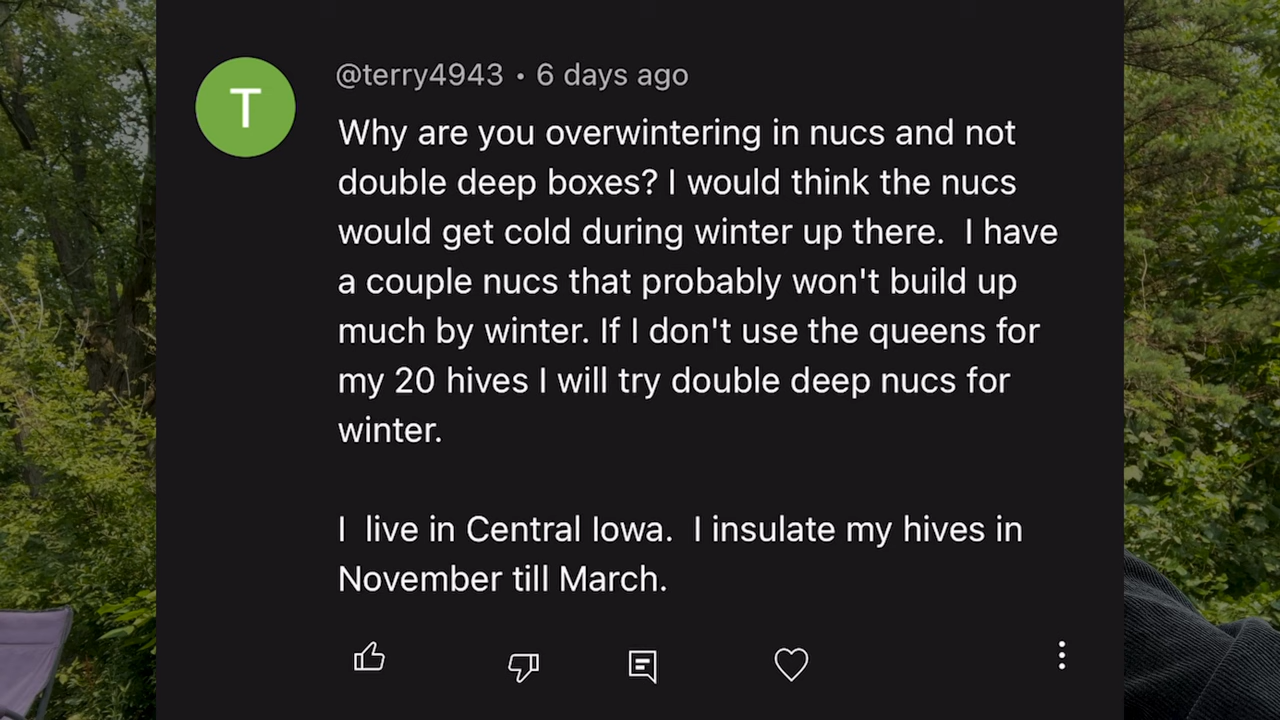 T
@terry4943 • 6 days ago
Why are you overwintering in nucs and not
double deep boxes? I would think the nucs
would get cold during winter up there.  I have
a couple nucs that probably won't build up
much by winter. If I don't use the queens for
my 20 hives I will try double deep nucs for
winter.
I  live in Central Iowa.  I insulate my hives in
November till March.